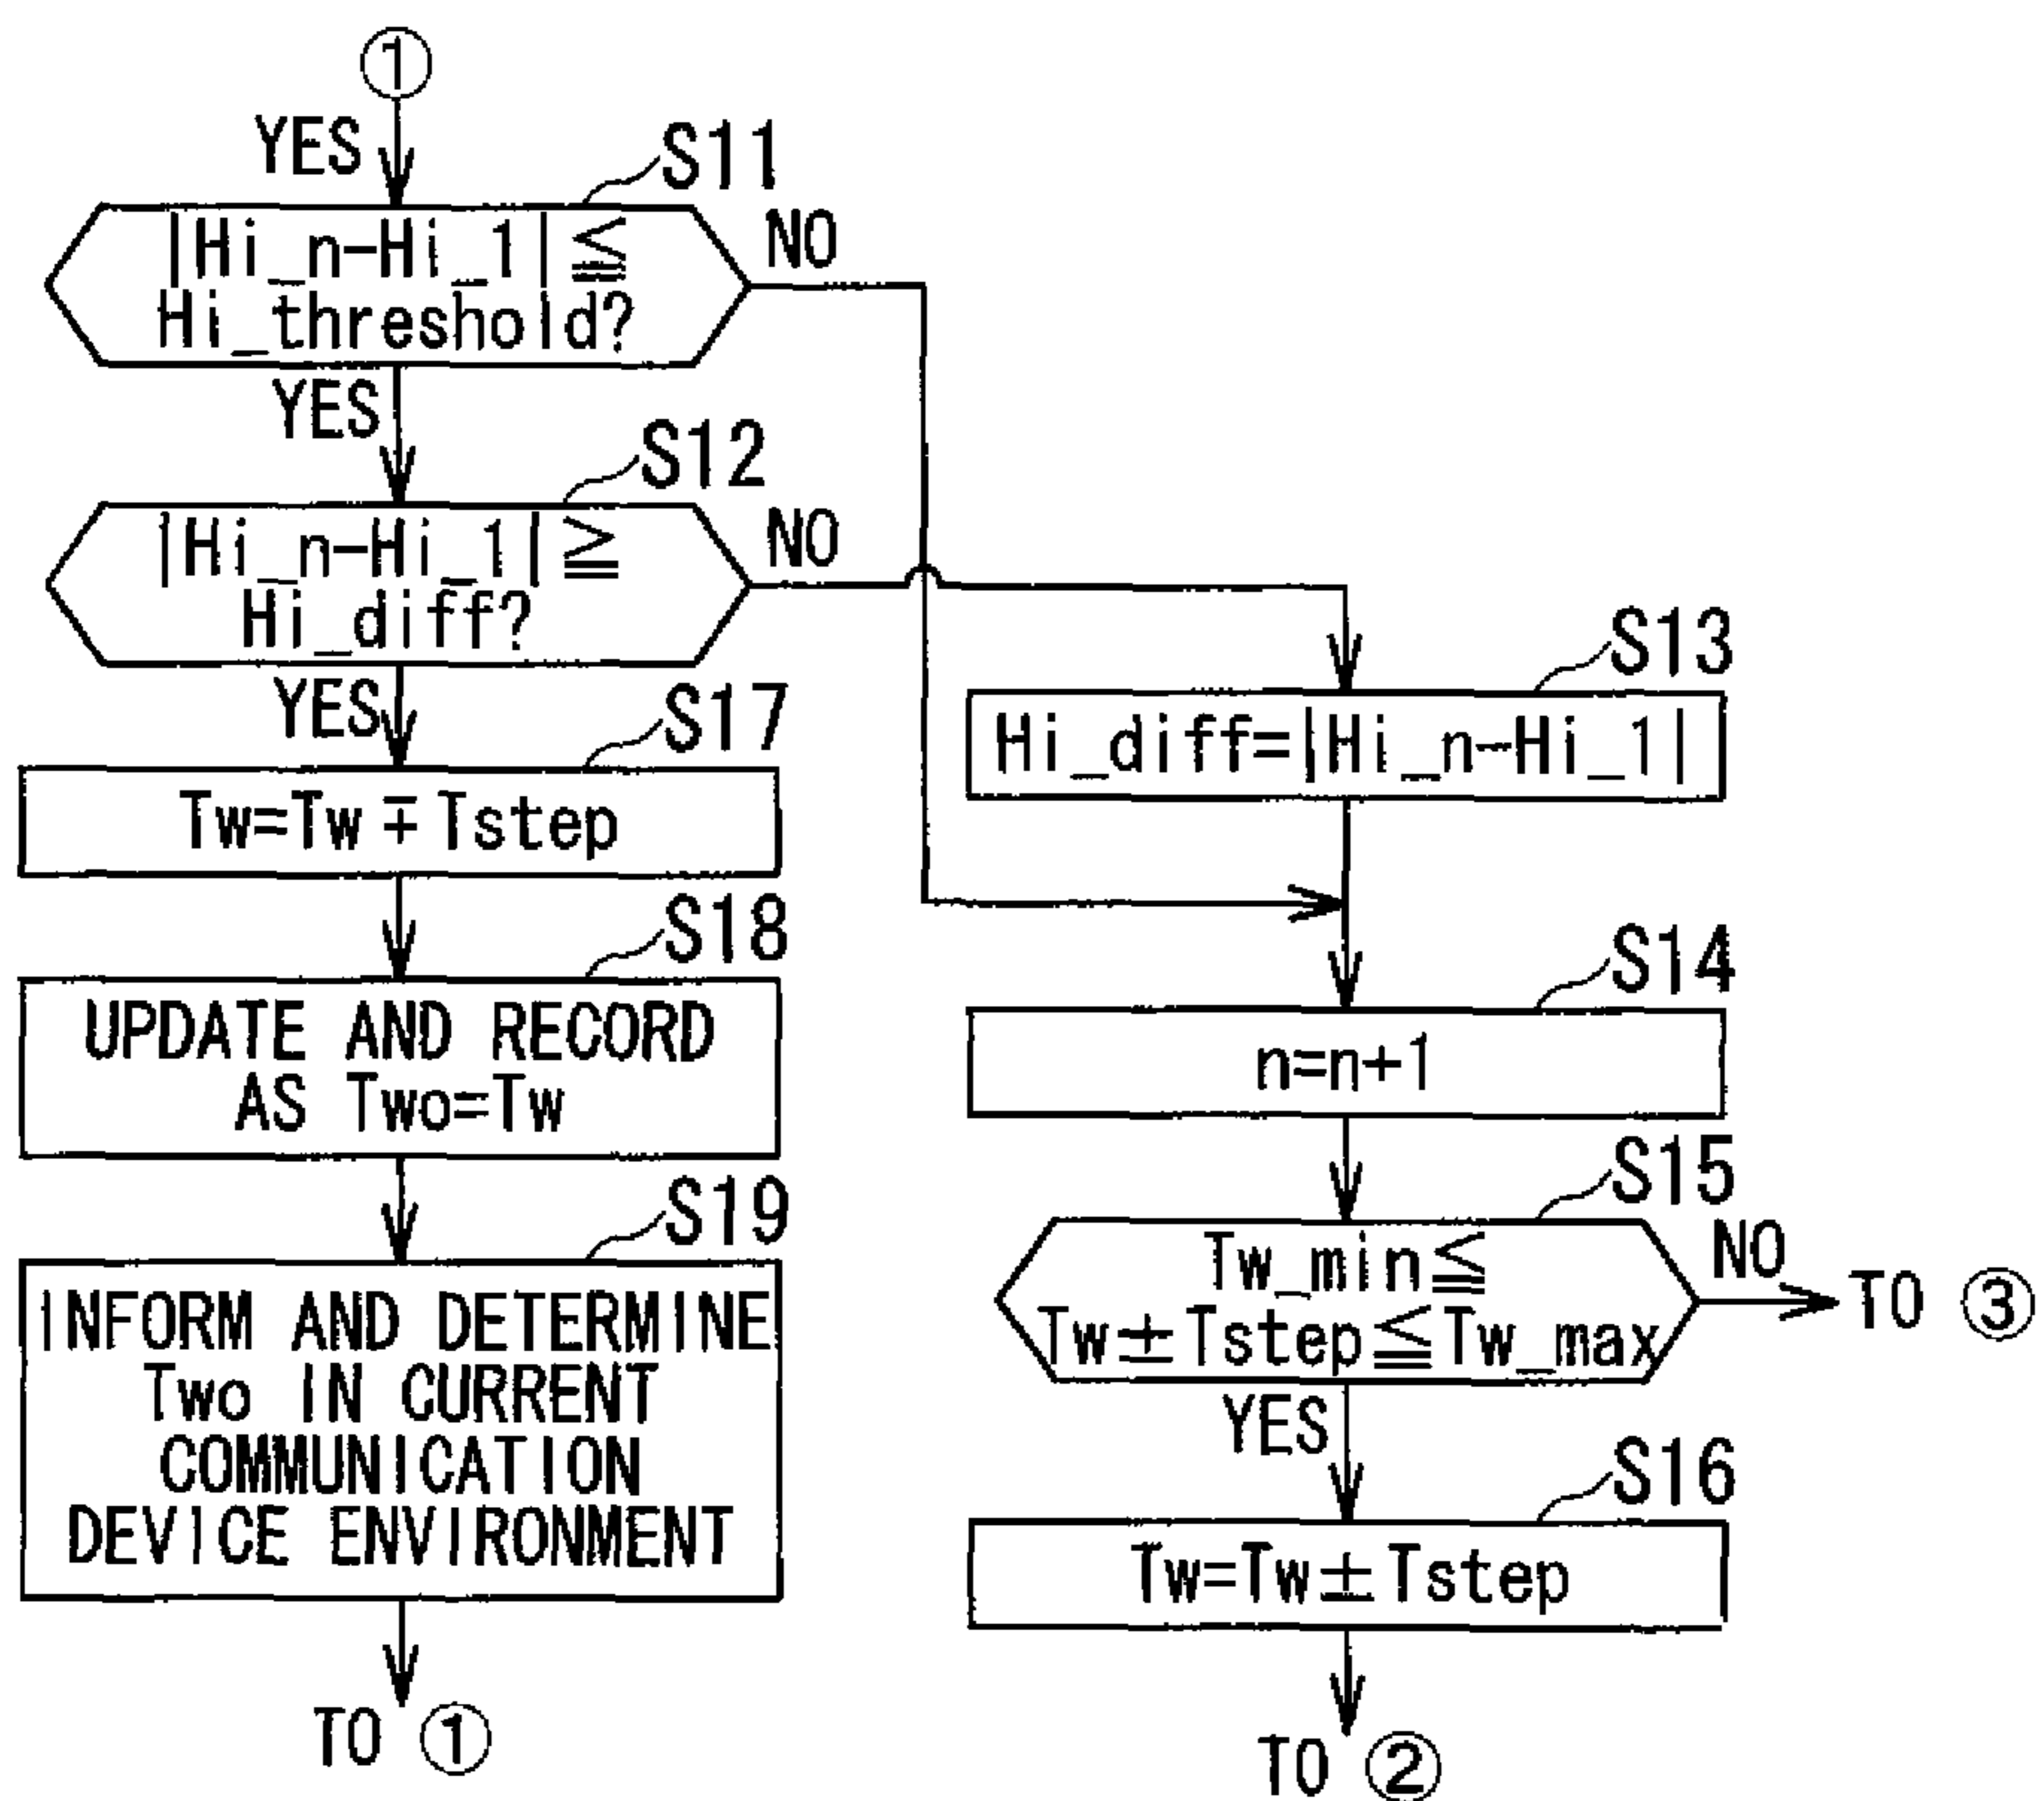 ①
YES
S11
|Hi_n-Hi_1|≦
Hi_threshold?
NO
YES
S12
|Hi_n-Hi_1|≧
Hi_diff?
NO
YES
S13
Hi_diff=|Hi_n-Hi_1|
S17
Tw=Tw∓Tstep
S18
UPDATE AND RECORD
AS Two=Tw
S14
n=n+1
S19
INFORM AND DETERMINE
Two IN CURRENT
COMMUNICATION
DEVICE ENVIRONMENT
TO ①
S15
Tw_min≦
Tw±Tstep≦Tw_max
NO
TO ③
YES
S16
Tw=Tw±Tstep
TO ②